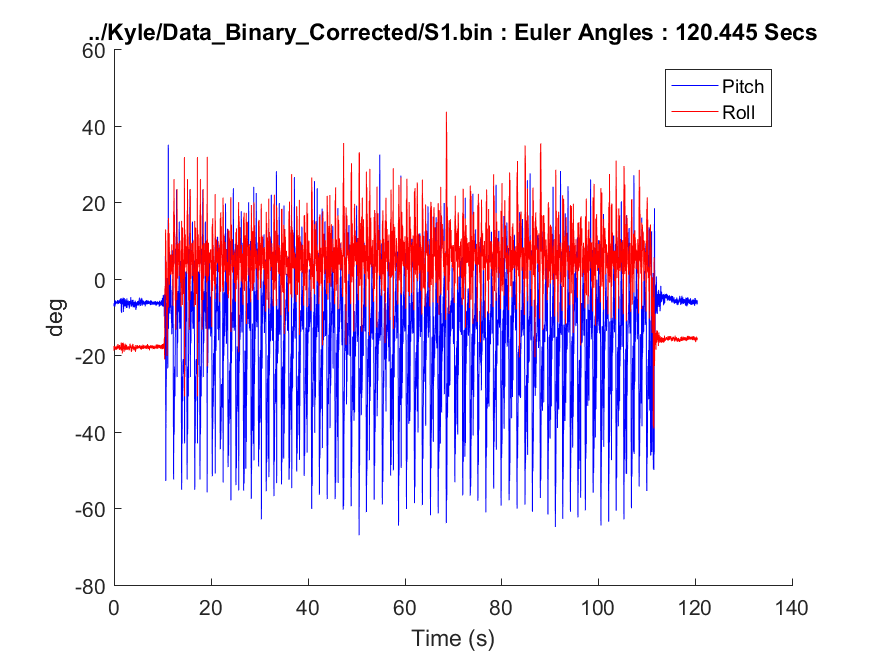 ../Kyle/Data_Binary_Corrected/S1.bin : Euler Angles : 120.445 Secs
60
Pitch
Roll
40
20
0
deg
-20
-40
-60
-80
0 20 40 60 80 100 120 140
Time (s)